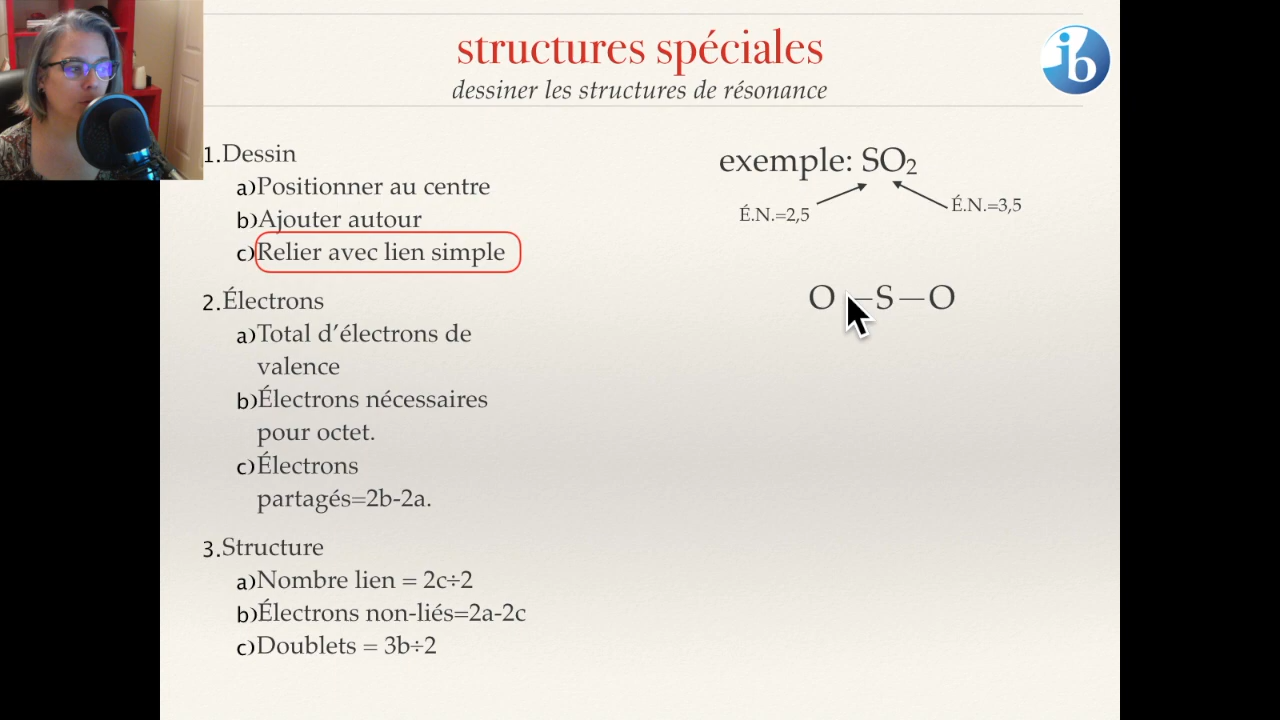 structures spéciales
dessiner les structures de résonance
ib
1.Dessin
a)Positionner au centre
b)Ajouter autour
c)Relier avec lien simple
2.Électrons
a)Total d’électrons de
valence
b)Électrons nécessaires
pour octet.
c)Électrons
partagés=2b-2a.
3.Structure
a)Nombre lien = 2c÷2
b)Électrons non-liés=2a-2c
c)Doublets = 3b÷2
exemple: SO₂
É.N.=2,5
É.N.=3,5
O—S—O